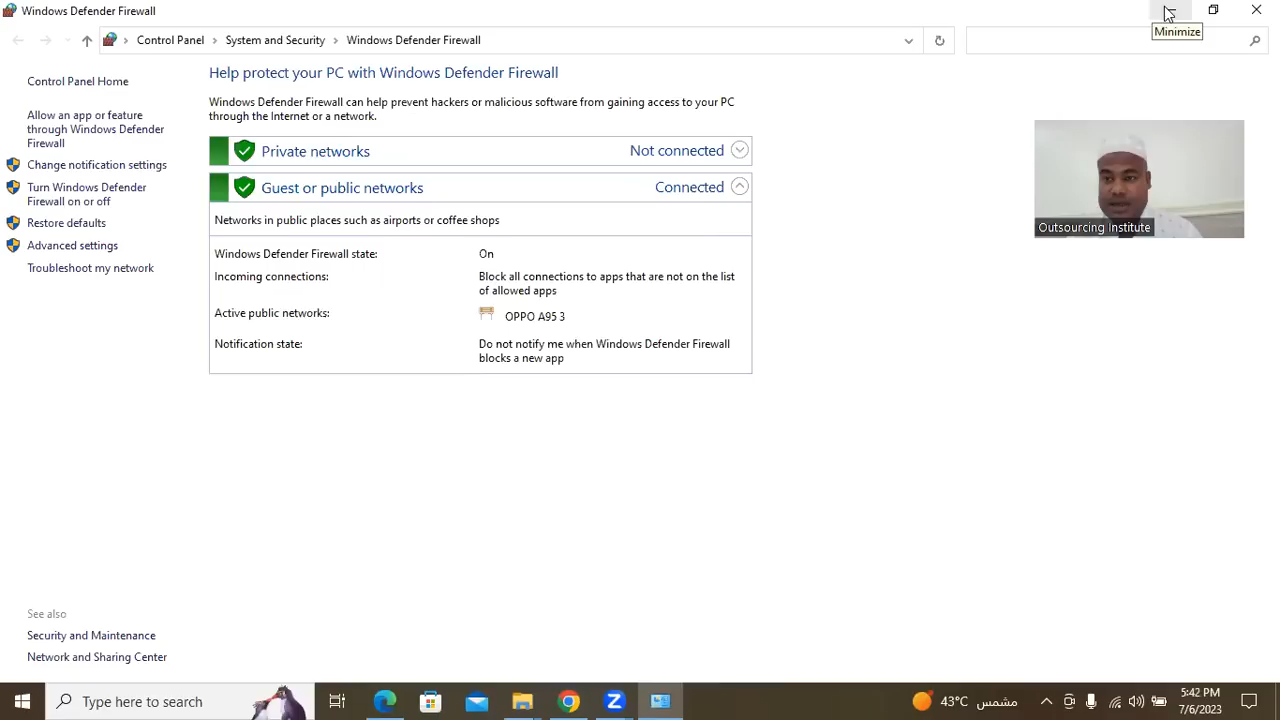 Windows Defender Firewall
Minimize
Control Panel > System and Security > Windows Defender Firewall
Control Panel Home
Allow an app or feature
through Windows Defender
Firewall
Change notification settings
Turn Windows Defender
Firewall on or off
Restore defaults
Advanced settings
Troubleshoot my network
Help protect your PC with Windows Defender Firewall
Windows Defender Firewall can help prevent hackers or malicious software from gaining access to your PC
through the Internet or a network.
Private networks Not connected
Guest or public networks Connected
Networks in public places such as airports or coffee shops
Windows Defender Firewall state: On
Incoming connections: Block all connections to apps that are not on the list
of allowed apps
Active public networks: OPPO A95 3
Notification state: Do not notify me when Windows Defender Firewall
blocks a new app
Outsourcing Institute
See also
Security and Maintenance
Network and Sharing Center
Type here to search
43°C مشمس
5:42 PM
7/6/2023